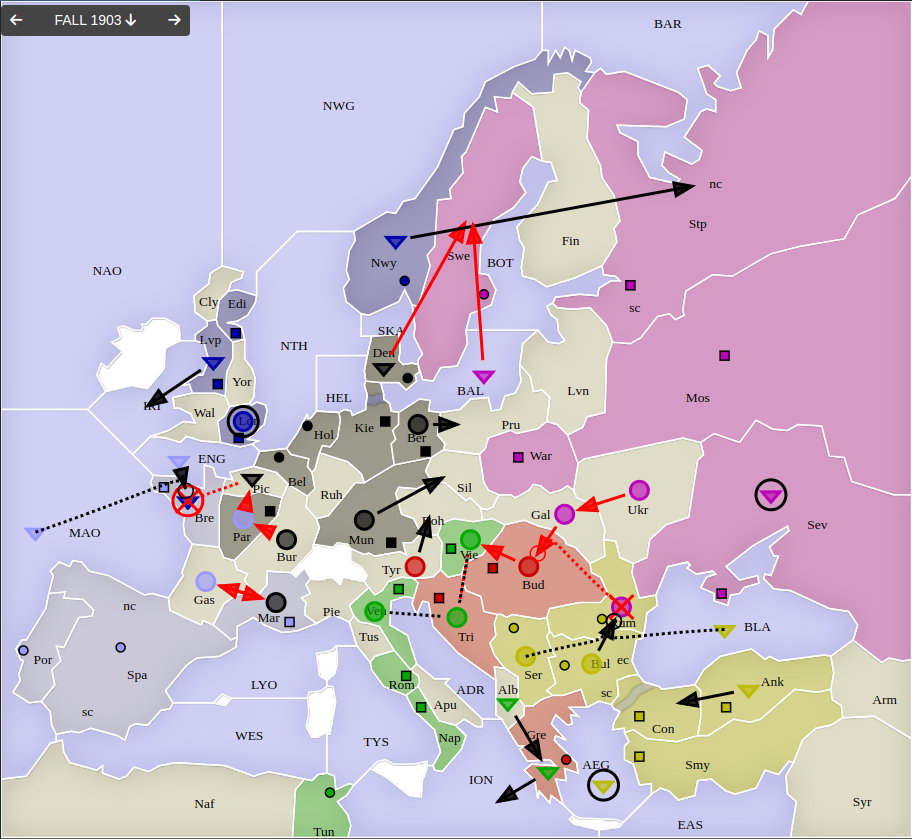 FALL 1903
BAR
NWG
nc
Stp
Fin
Swe
BOT
Nwy
NAO
Cly
Edi
sc
SKA
Lvp
NTH
Den
Yor
BAL
Lvn
HEL
Mos
IRI
Wal
Lon
Kie
Ber
Pru
Hol
War
ENG
Bel
Sil
Pic
Ruh
Gal
Ukr
Sev
Bre
Boh
MAO
Par
Mun
Vie
Bur
Tyr
Bud
Gas
nc
Mar
Pie
Ven
Tri
Rum
BLA
Tus
Por
Spa
Ser
Bul
ec
Ank
LYO
Rom
ADR
Alb
sc
Arm
sc
Apu
Con
WES
TYS
Nap
Gre
AEG
Smy
ION
Naf
Syr
EAS
Tun